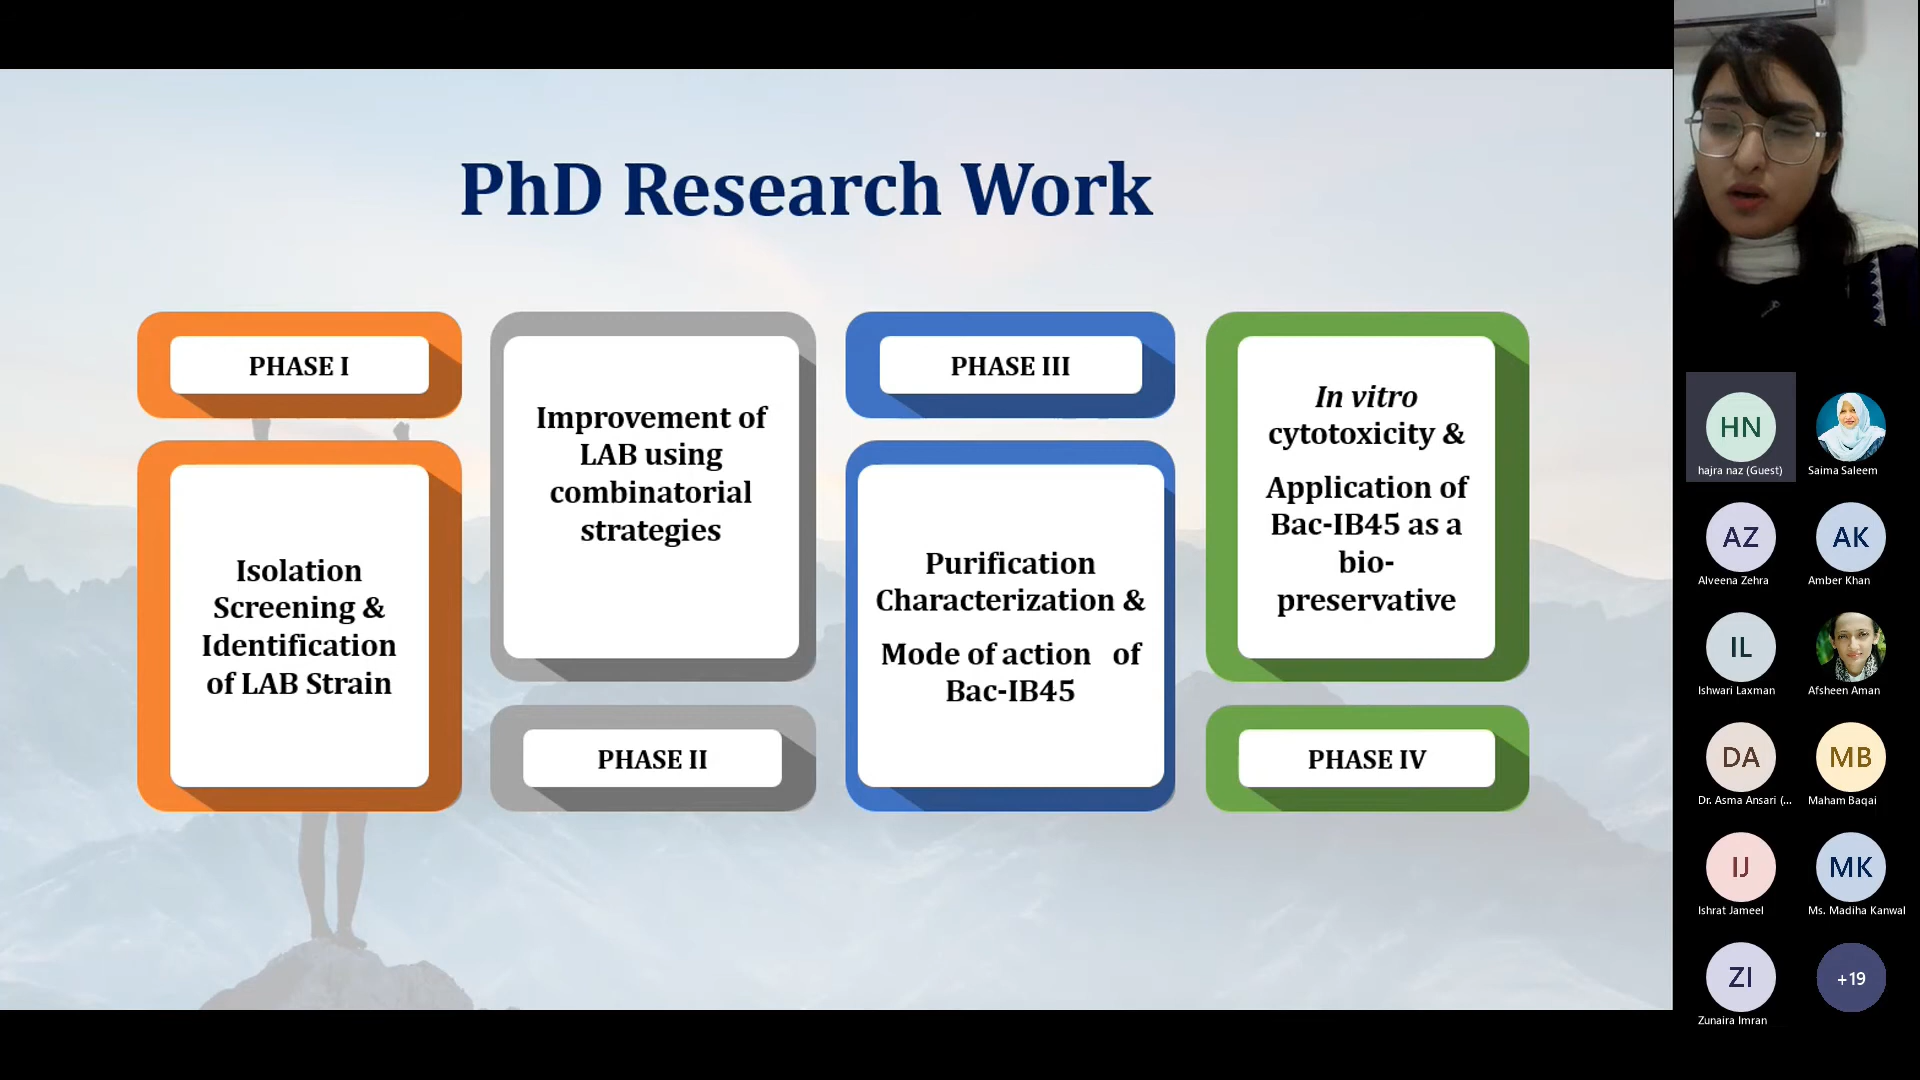 PhD Research Work
PHASE I
Isolation
Screening &
Identification
of LAB Strain
Improvement of
LAB using
combinatorial
strategies
PHASE II
PHASE III
Purification
Characterization &
Mode of action of
Bac-IB45
In vitro
cytotoxicity &
Application of
Bac-IB45 as a
bio-
preservative
PHASE IV
HN
hajra naz (Guest)
Saima Saleem
AZ
Alveena Zehra
AK
Amber Khan
IL
Ishwari Laxman
Afsheen Aman
DA
Dr. Asma Ansari (...
MB
Maham Baqai
IJ
Ishrat Jameel
MK
Ms. Madiha Kanwal
ZI
Zunaira Imran
+19